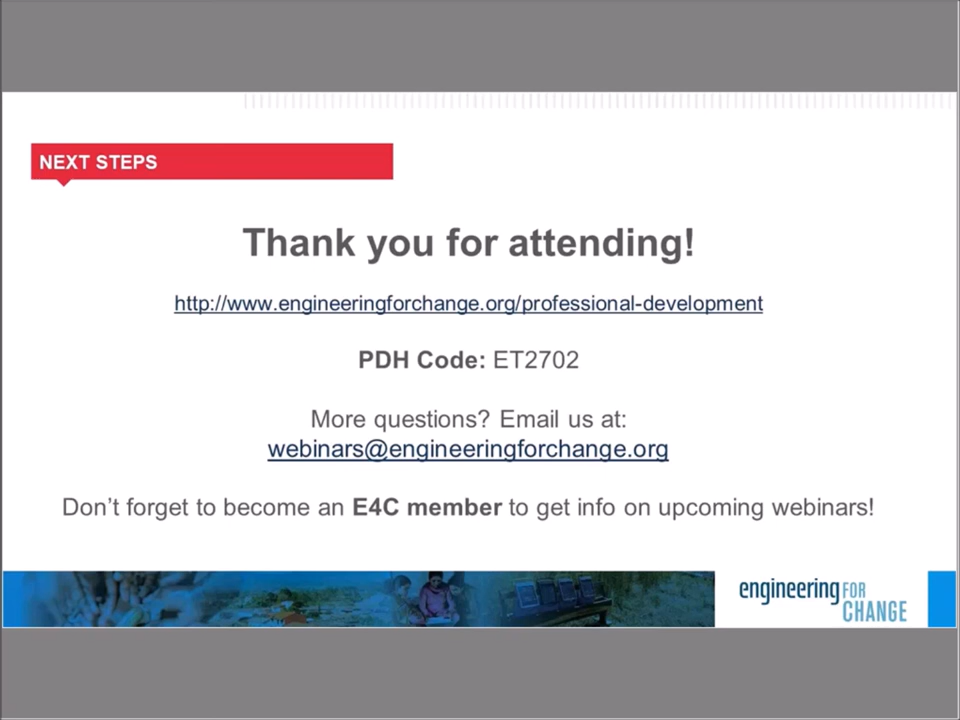 NEXT STEPS
Thank you for attending!
http://www.engineeringforchange.org/professional-development
PDH Code: ET2702
More questions? Email us at:
webinars@engineeringforchange.org
Don’t forget to become an E4C member to get info on upcoming webinars!
engineering FOR
CHANGE